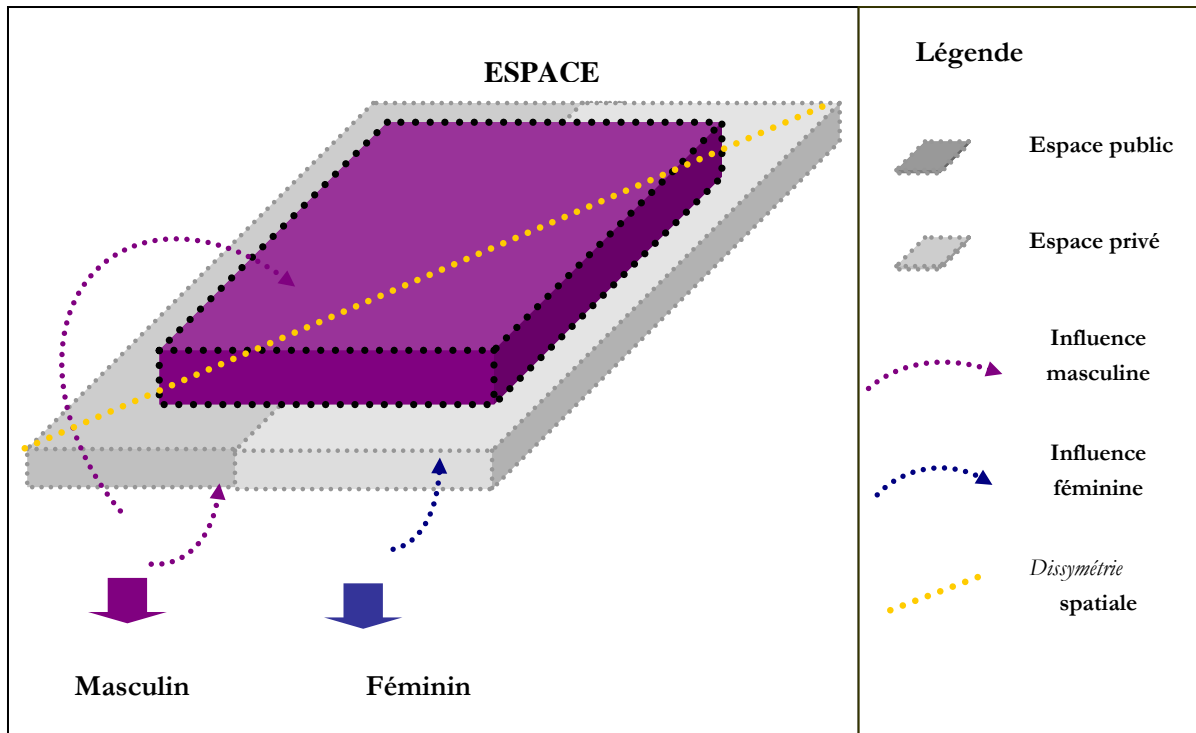 ESPACE
Masculin
Féminin
Légende
Espace public
Espace privé
Influence
masculine
Influence
féminine
Dissymétrie
spatiale